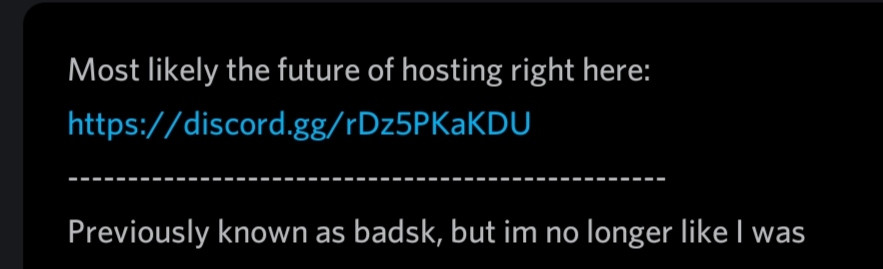 Most likely the future of hosting right here:
https://discord.gg/rDz5PKaKDU
--------------------------------------------------
Previously known as badsk, but im no longer like I was